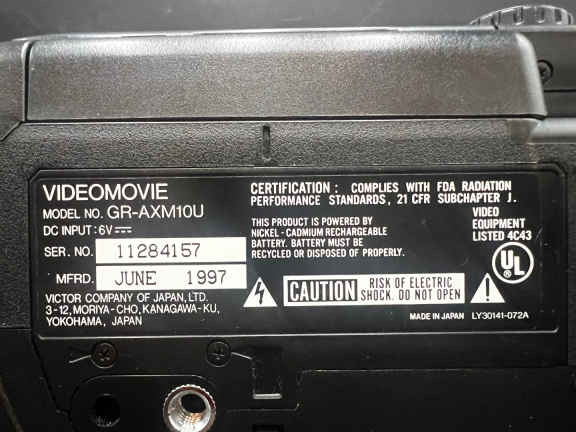 VIDEOMOVIE
MODEL NO. GR-AXM10U
DC INPUT: 6V⎓
SER. NO. 11284157
MFRD. JUNE 1997
VICTOR COMPANY OF JAPAN, LTD.
3-12, MORIYA-CHO, KANAGAWA-KU,
YOKOHAMA, JAPAN
CERTIFICATION : COMPLIES WITH FDA RADIATION
PERFORMANCE STANDARDS, 21 CFR SUBCHAPTER J.
THIS PRODUCT IS POWERED BY
NICKEL-CADMIUM RECHARGEABLE
BATTERY. BATTERY MUST BE
RECYCLED OR DISPOSED OF PROPERLY.
VIDEO
EQUIPMENT
LISTED 4C43
UL
CAUTION
RISK OF ELECTRIC
SHOCK. DO NOT OPEN
MADE IN JAPAN LY30141-072A